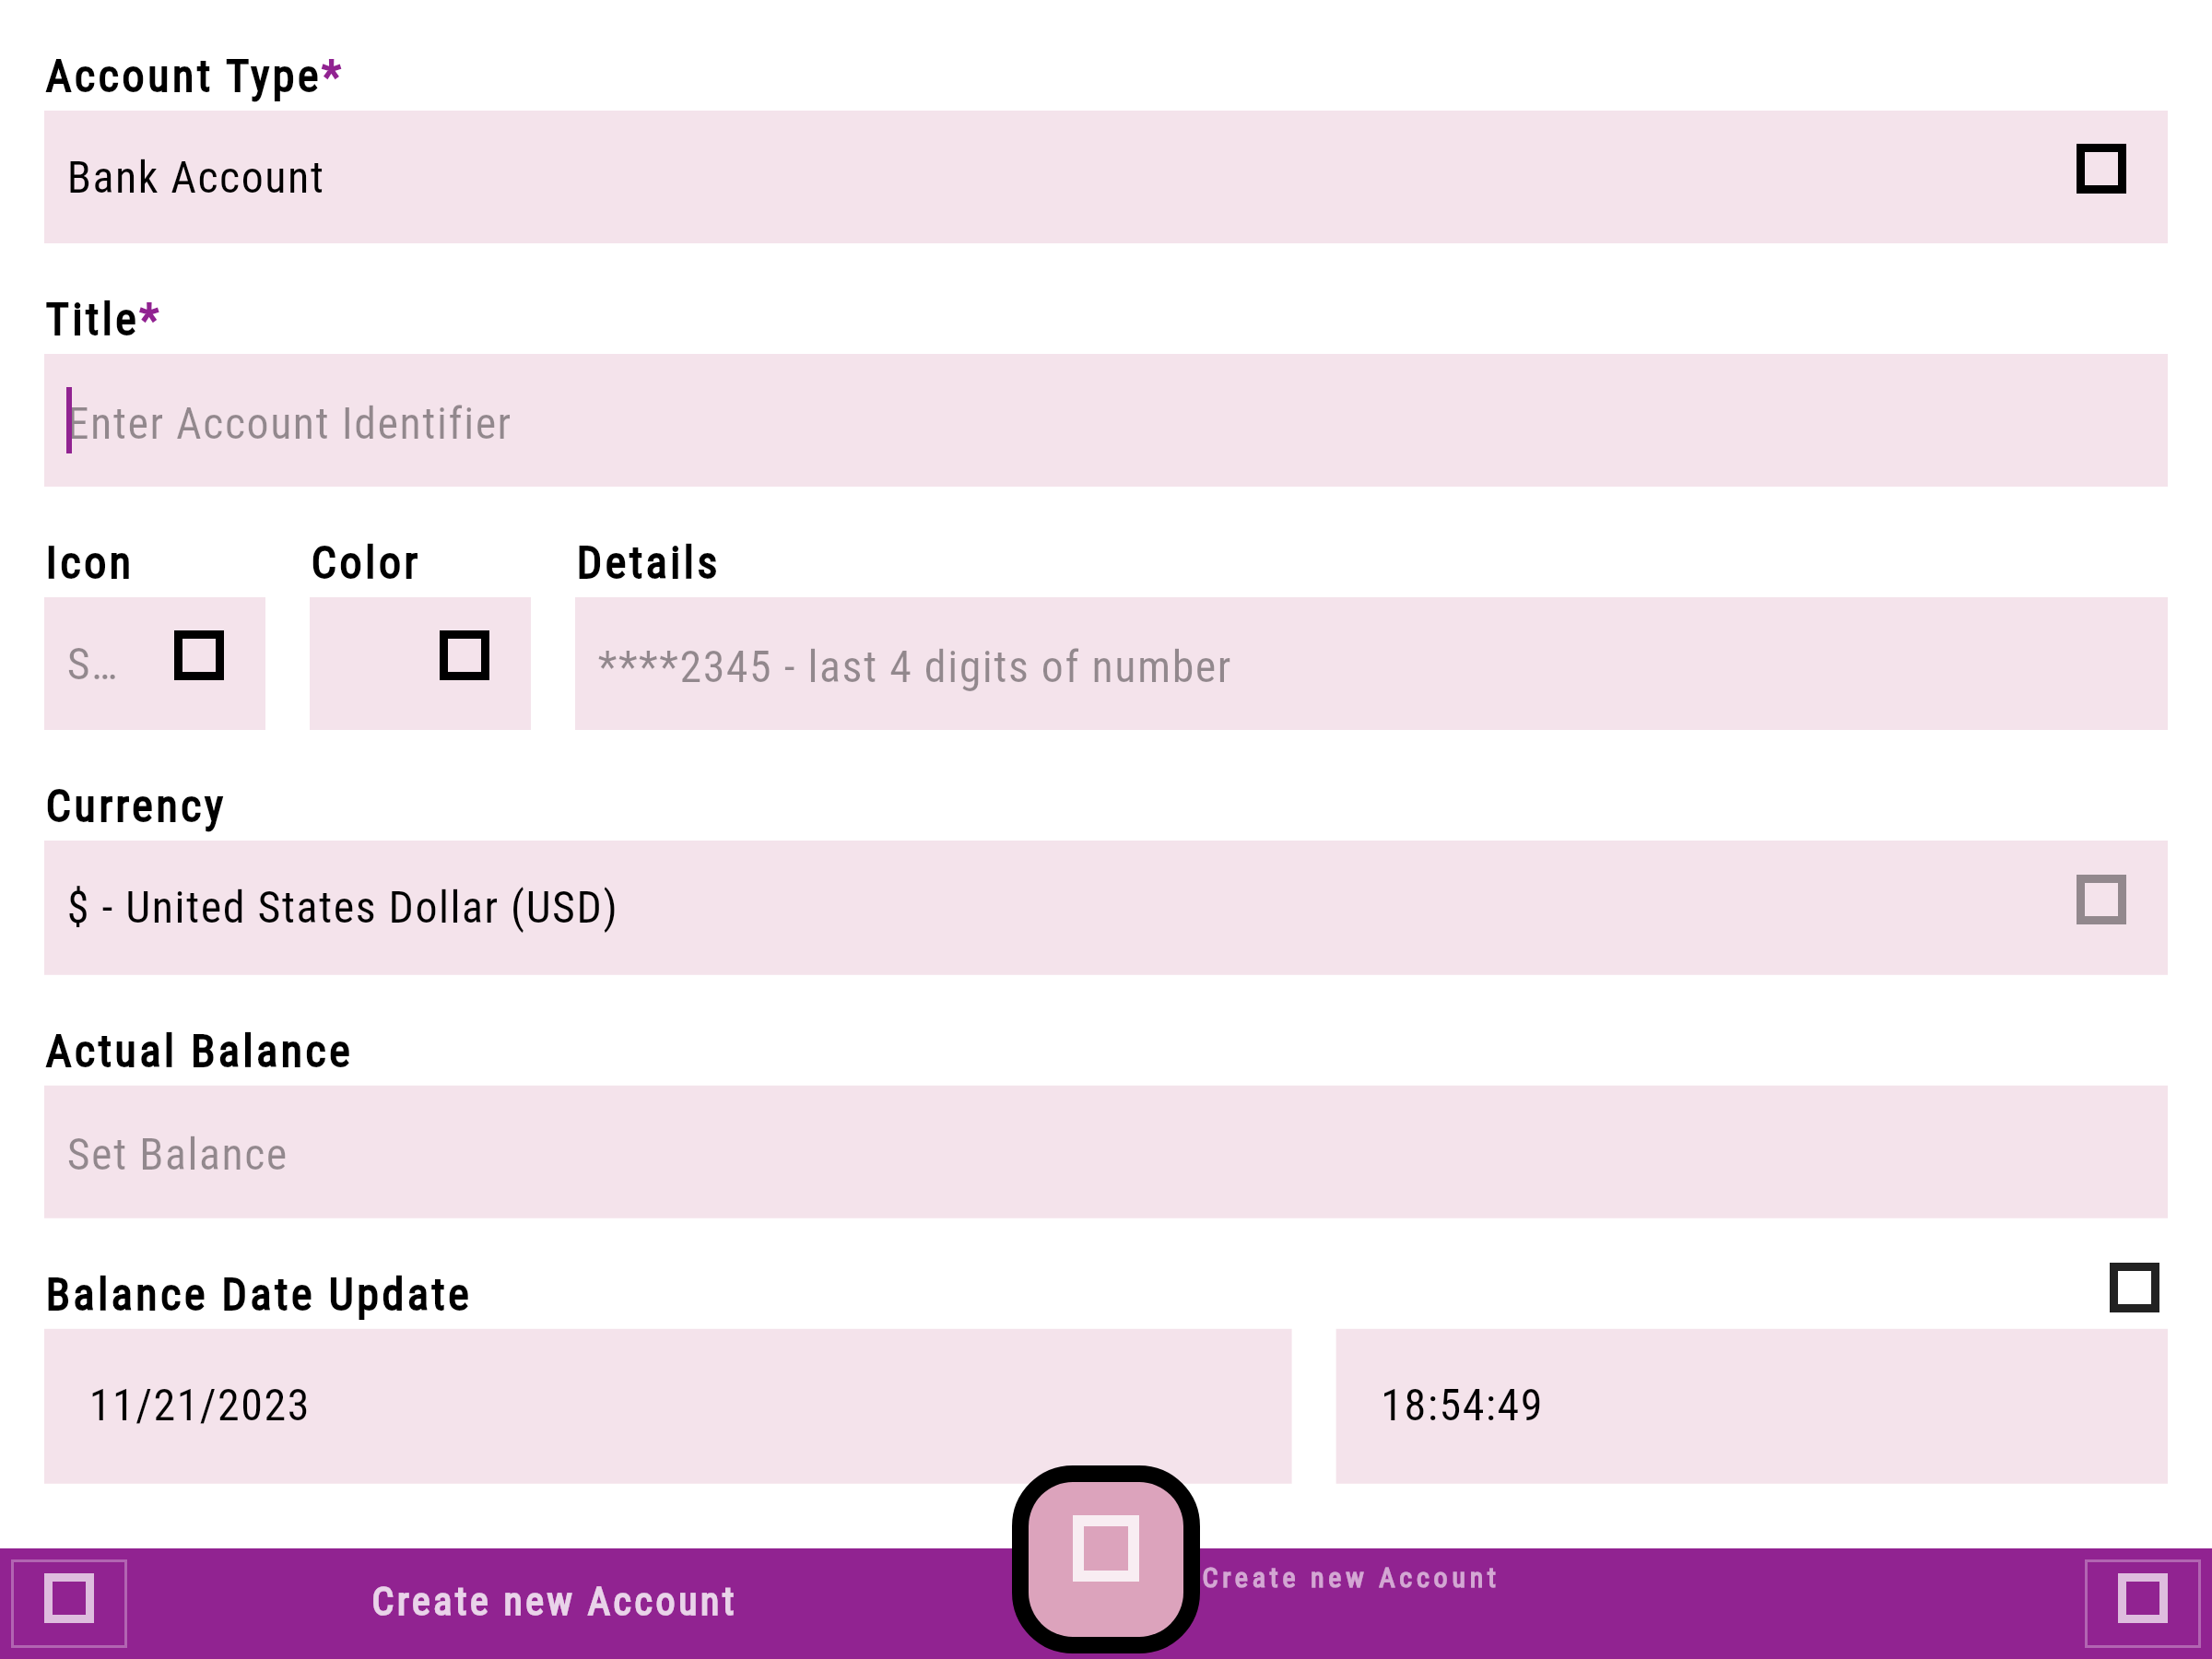 Account Type*
Bank Account
Title*
Enter Account Identifier
Icon Color Details
S… ****2345 - last 4 digits of number
Currency
$ - United States Dollar (USD)
Actual Balance
Set Balance
Balance Date Update
11/21/2023 18:54:49
Create new Account Create new Account